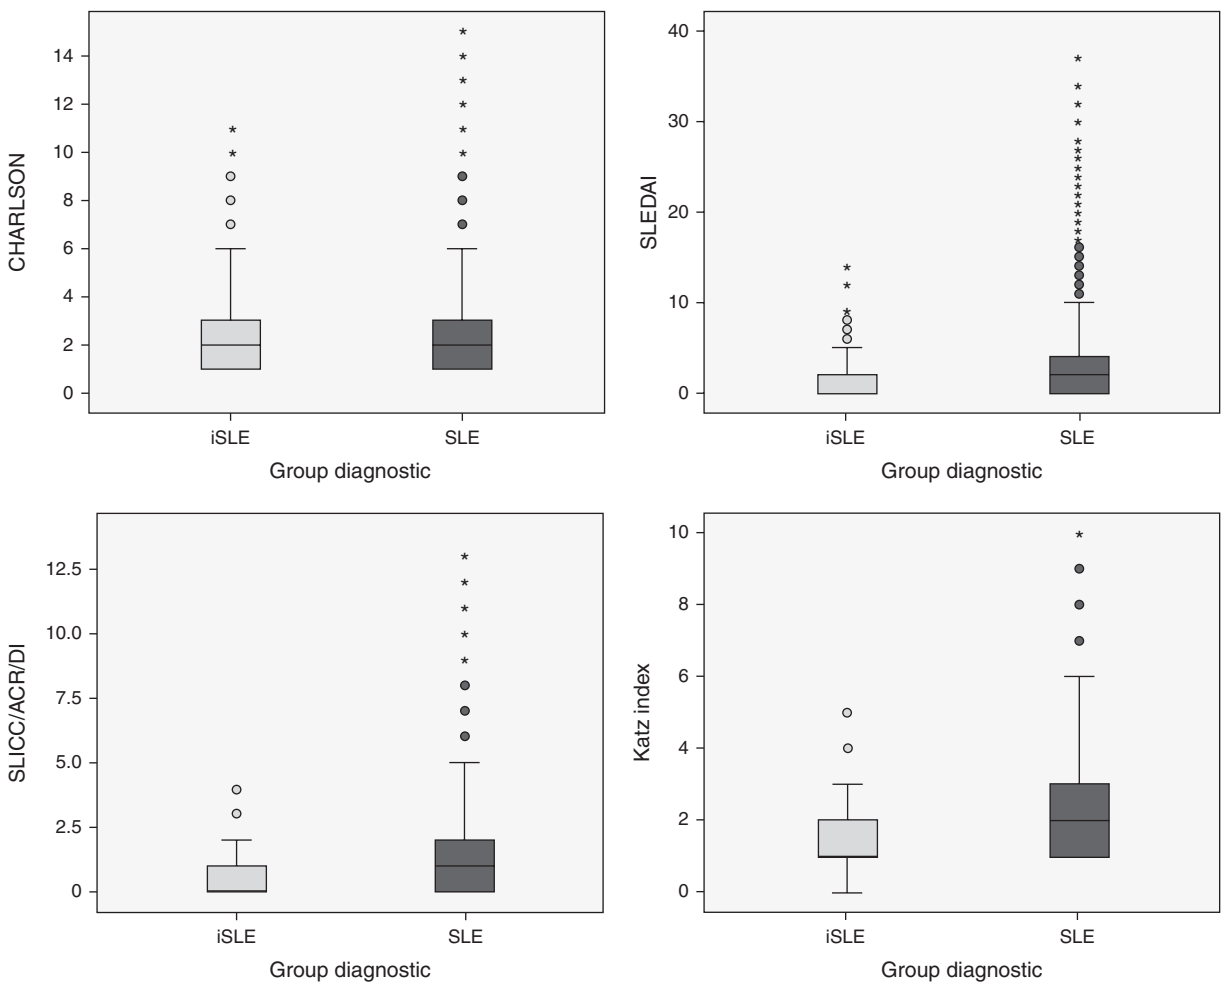 CHARLSON
14
12
10
8
6
4
2
0
iSLE SLE
Group diagnostic
SLEDAI
40
30
20
10
0
iSLE SLE
Group diagnostic
SLICC/ACR/DI
12.5
10.0
7.5
5.0
2.5
0
iSLE SLE
Group diagnostic
Katz index
10
8
6
4
2
0
iSLE SLE
Group diagnostic